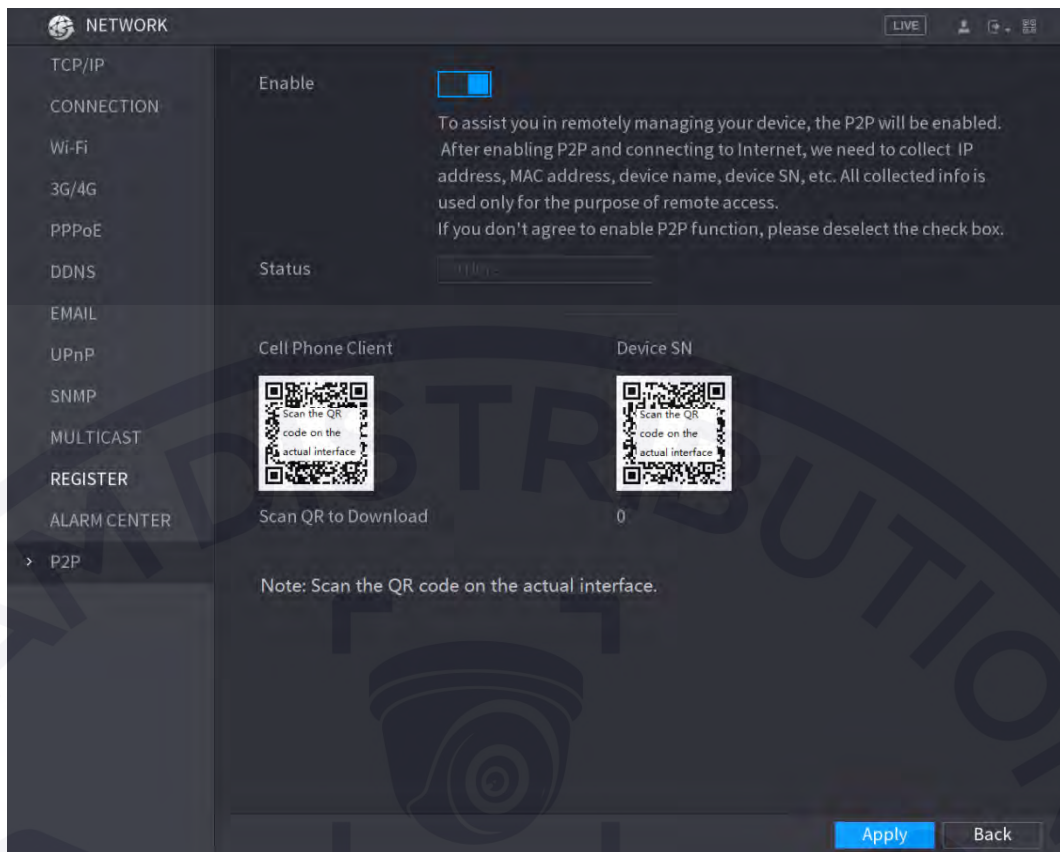 NETWORK
LIVE
TCP/IP
CONNECTION
Wi-Fi
3G/4G
PPPoE
DDNS
EMAIL
UPnP
SNMP
MULTICAST
REGISTER
ALARM CENTER
P2P
Enable
To assist you in remotely managing your device, the P2P will be enabled.
After enabling P2P and connecting to Internet, we need to collect IP
address, MAC address, device name, device SN, etc. All collected info is
used only for the purpose of remote access.
If you don't agree to enable P2P function, please deselect the check box.
Status
Cell Phone Client
Device SN
Scan the QR
code on the
actual interface
Scan the QR
code on the
actual interface
Scan QR to Download
0
Note: Scan the QR code on the actual interface.
Apply
Back